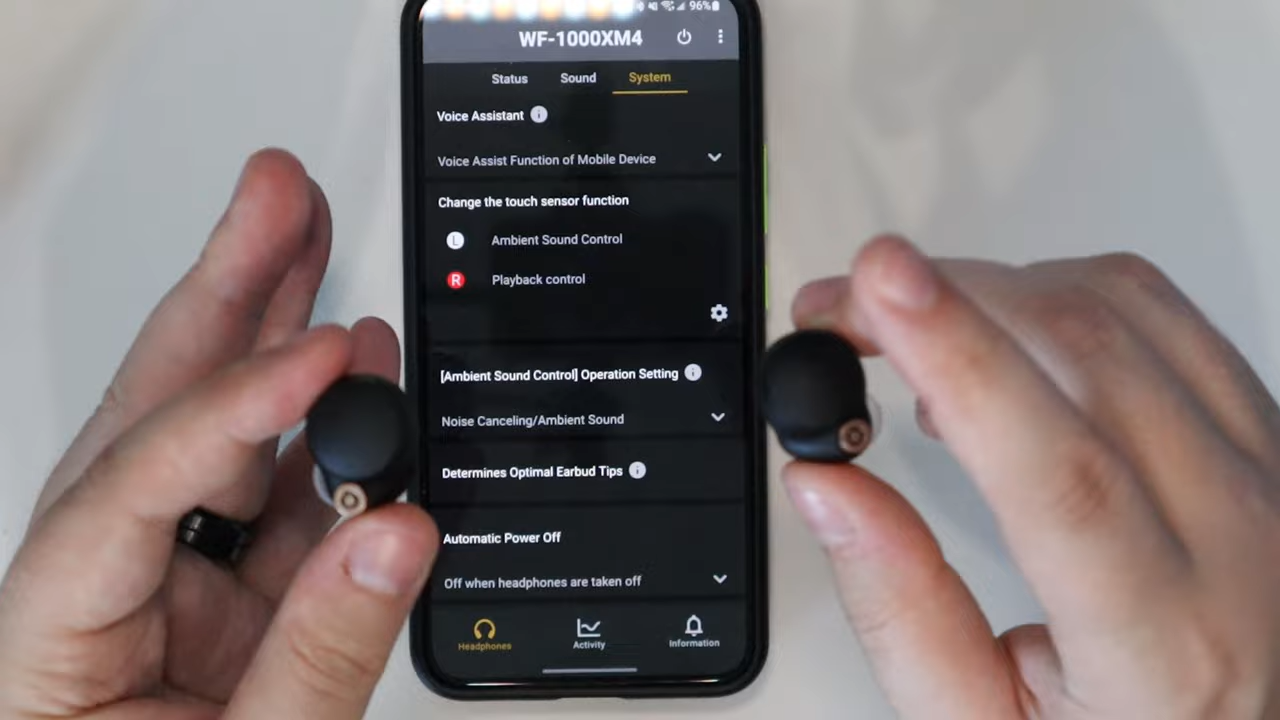 96%
WF-1000XM4
Status Sound System
Voice Assistant
Voice Assist Function of Mobile Device
Change the touch sensor function
L Ambient Sound Control
R Playback control
[Ambient Sound Control] Operation Setting
Noise Canceling/Ambient Sound
Determines Optimal Earbud Tips
Automatic Power Off
Off when headphones are taken off
Headphones Activity Information